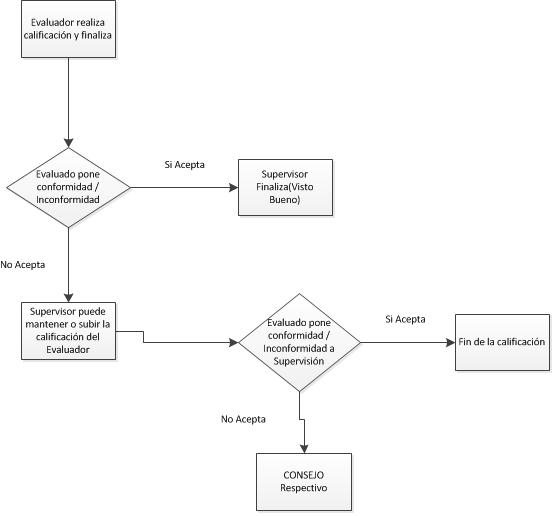 Evaluador realiza
calificación y finaliza
Evaluado pone
conformidad /
Inconformidad
Si Acepta
Supervisor
Finaliza(Visto
Bueno)
No Acepta
Supervisor puede
mantener o subir la
calificación del
Evaluador
Evaluado pone
conformidad /
Inconformidad a
Supervisión
Si Acepta
Fin de la calificación
No Acepta
CONSEJO
Respectivo